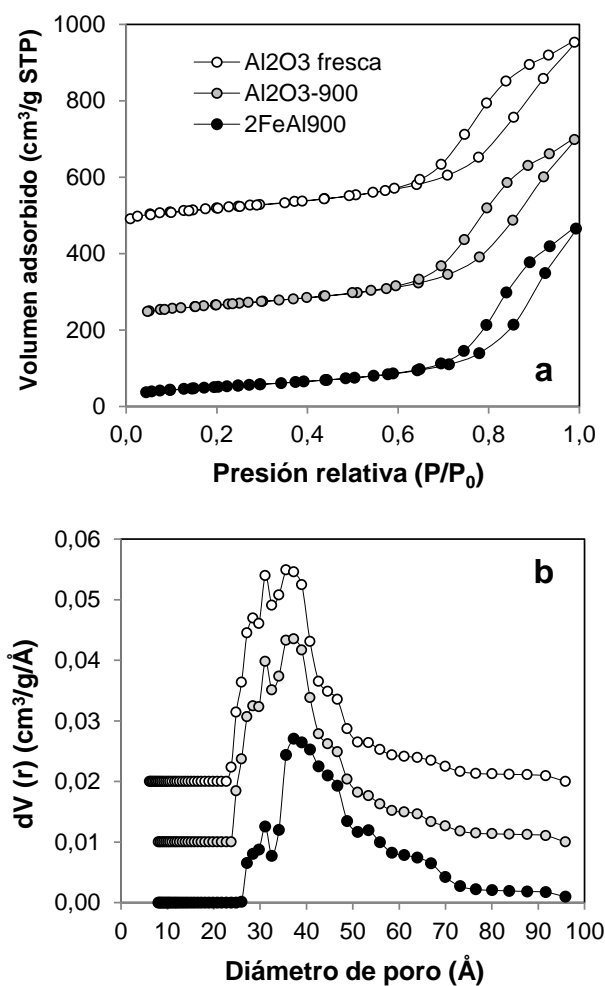 1000
800
600
400
200
0
Volumen adsorbido (cm³/g STP)
Al2O3 fresca
Al2O3-900
2FeAl900
a
0,0 0,2 0,4 0,6 0,8 1,0
Presión relativa (P/P₀)
0,06
0,05
0,04
0,03
0,02
0,01
0,00
dV (r) (cm³/g/Å)
b
0 10 20 30 40 50 60 70 80 90 100
Diámetro de poro (Å)